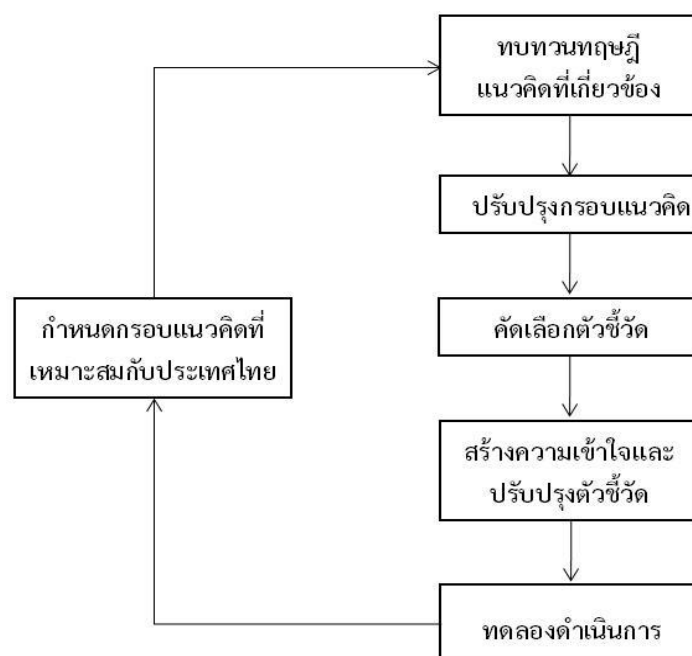 ทบทวนทฤษฎี
แนวคิดที่เกี่ยวข้อง
ปรับปรุงกรอบแนวคิด
คัดเลือกตัวชี้วัด
กำหนดกรอบแนวคิดที่
เหมาะสมกับประเทศไทย
สร้างความเข้าใจและ
ปรับปรุงตัวชี้วัด
ทดลองดำเนินการ